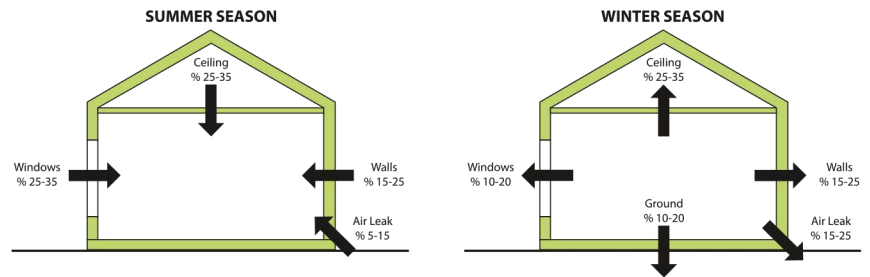 SUMMER SEASON
Ceiling
% 25-35
Windows
% 25-35
Walls
% 15-25
Air Leak
% 5-15
WINTER SEASON
Ceiling
% 25-35
Windows
% 10-20
Walls
% 15-25
Ground
% 10-20
Air Leak
% 15-25